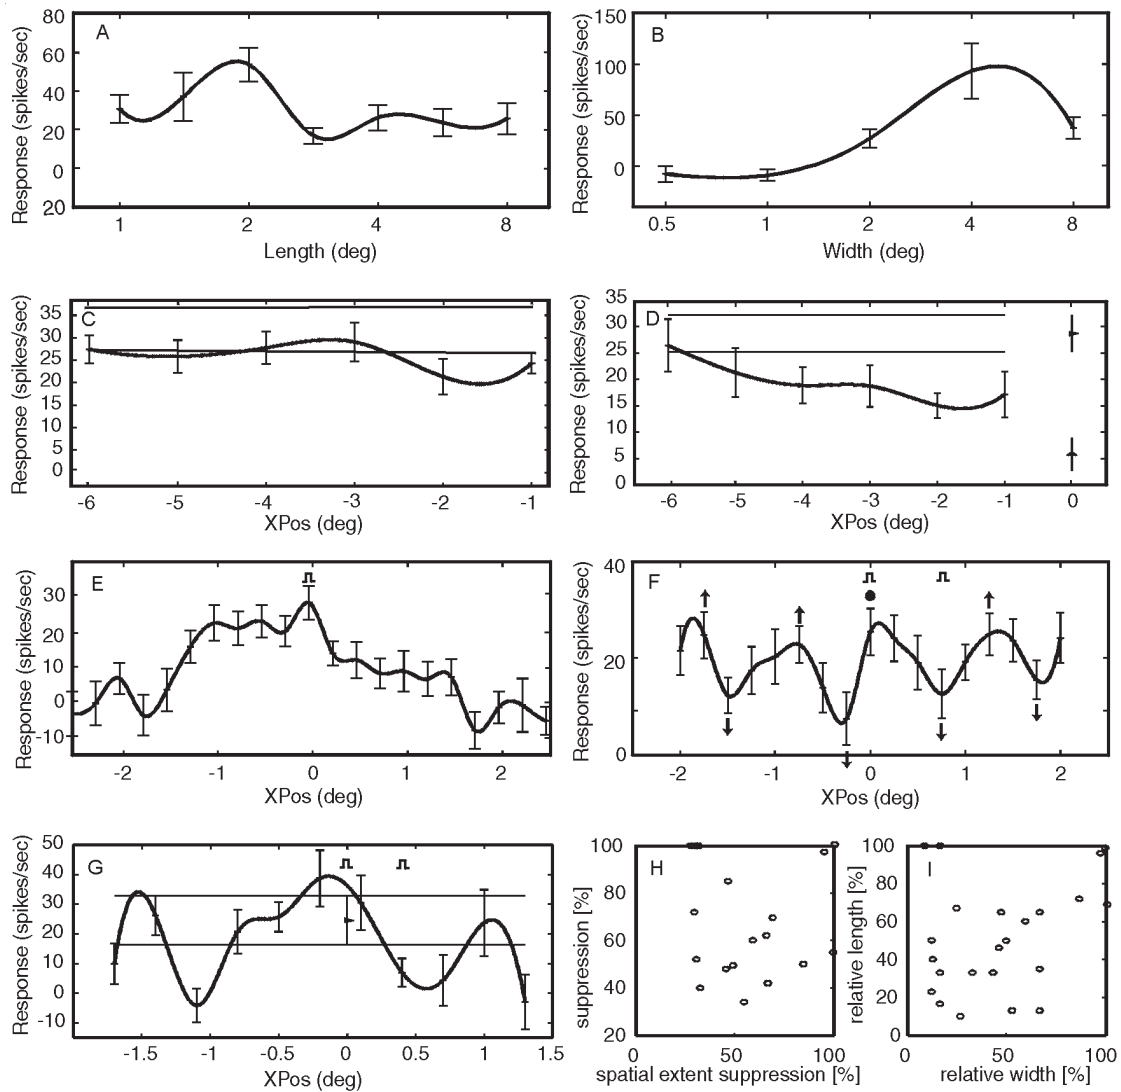 80
60
40
20
0
20
A
Response (spikes/sec)
1 2 4 8
Length (deg)
150
100
50
0
B
Response (spikes/sec)
0.5 1 2 4 8
Width (deg)
35
30
25
20
15
10
5
0
C
Response (spikes/sec)
-6 -5 -4 -3 -2 -1
XPos (deg)
35
30
25
20
15
10
5
0
D
Response (spikes/sec)
-6 -5 -4 -3 -2 -1 0
XPos (deg)
30
20
10
0
-10
E
Response (spikes/sec)
-2 -1 0 1 2
XPos (deg)
40
20
0
F
Response (spikes/sec)
-2 -1 0 1 2
XPos (deg)
50
40
30
20
10
0
-10
G
Response (spikes/sec)
-1.5 -1 -0.5 0 0.5 1 1.5
XPos (deg)
100
80
60
40
20
H
suppression [%]
0 50 100
spatial extent suppression [%]
100
80
60
40
20
0
I
relative length [%]
0 50 100
relative width [%]